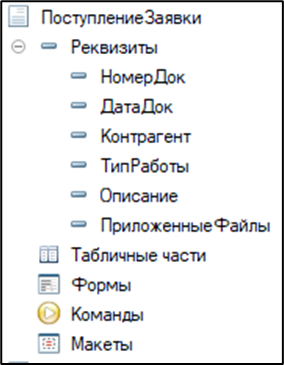 ПоступлениеЗаявки
Реквизиты
НомерДок
ДатаДок
Контрагент
ТипРаботы
Описание
ПриложенныеФайлы
Табличные части
Формы
Команды
Макеты